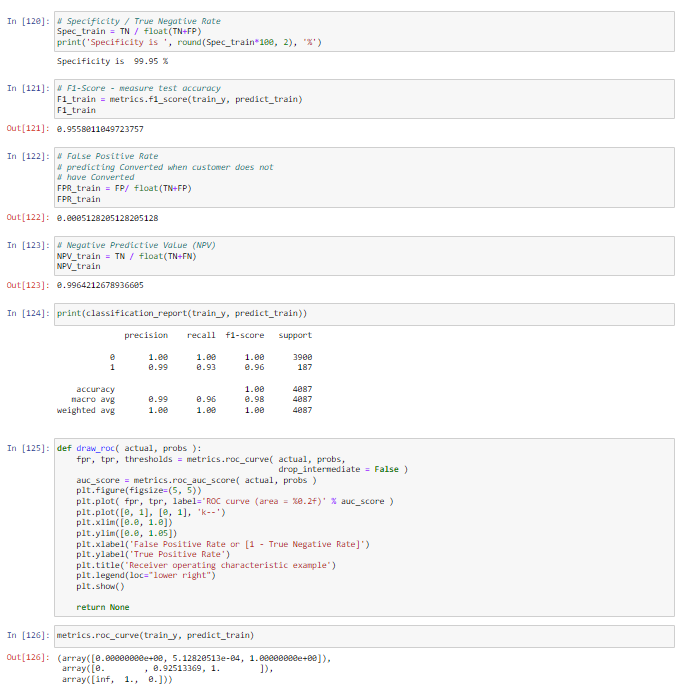 In [120]: # Specificity / True Negative Rate
Spec_train = TN / float(TN+FP)
print('Specificity is ', round(Spec_train*100, 2), '%')
Specificity is  99.95 %
In [121]: # F1-Score - measure test accuracy
F1_train = metrics.f1_score(train_y, predict_train)
F1_train
Out[121]: 0.9558011049723757
In [122]: # False Positive Rate
# predicting Converted when customer does not
# have Converted
FPR_train = FP/ float(TN+FP)
FPR_train
Out[122]: 0.0005128205128205128
In [123]: # Negative Predictive Value (NPV)
NPV_train = TN / float(TN+FN)
NPV_train
Out[123]: 0.9964212678936605
In [124]: print(classification_report(train_y, predict_train))
precision recall f1-score support
0 1.00 1.00 1.00 3900
1 0.99 0.93 0.96 187
accuracy 1.00 4087
macro avg 0.99 0.96 0.98 4087
weighted avg 1.00 1.00 1.00 4087
In [125]: def draw_roc( actual, probs ):
fpr, tpr, thresholds = metrics.roc_curve( actual, probs,
drop_intermediate = False )
auc_score = metrics.roc_auc_score( actual, probs )
plt.figure(figsize=(5, 5))
plt.plot( fpr, tpr, label='ROC curve (area = %0.2f)' % auc_score )
plt.plot([0, 1], [0, 1], 'k--')
plt.xlim([0.0, 1.0])
plt.ylim([0.0, 1.05])
plt.xlabel('False Positive Rate or [1 - True Negative Rate]')
plt.ylabel('True Positive Rate')
plt.title('Receiver operating characteristic example')
plt.legend(loc="lower right")
plt.show()
return None
In [126]: metrics.roc_curve(train_y, predict_train)
Out[126]: (array([0.00000000e+00, 5.12820513e-04, 1.00000000e+00]),
array([0.        , 0.92513369, 1.        ]),
array([inf,  1.,  0.]))